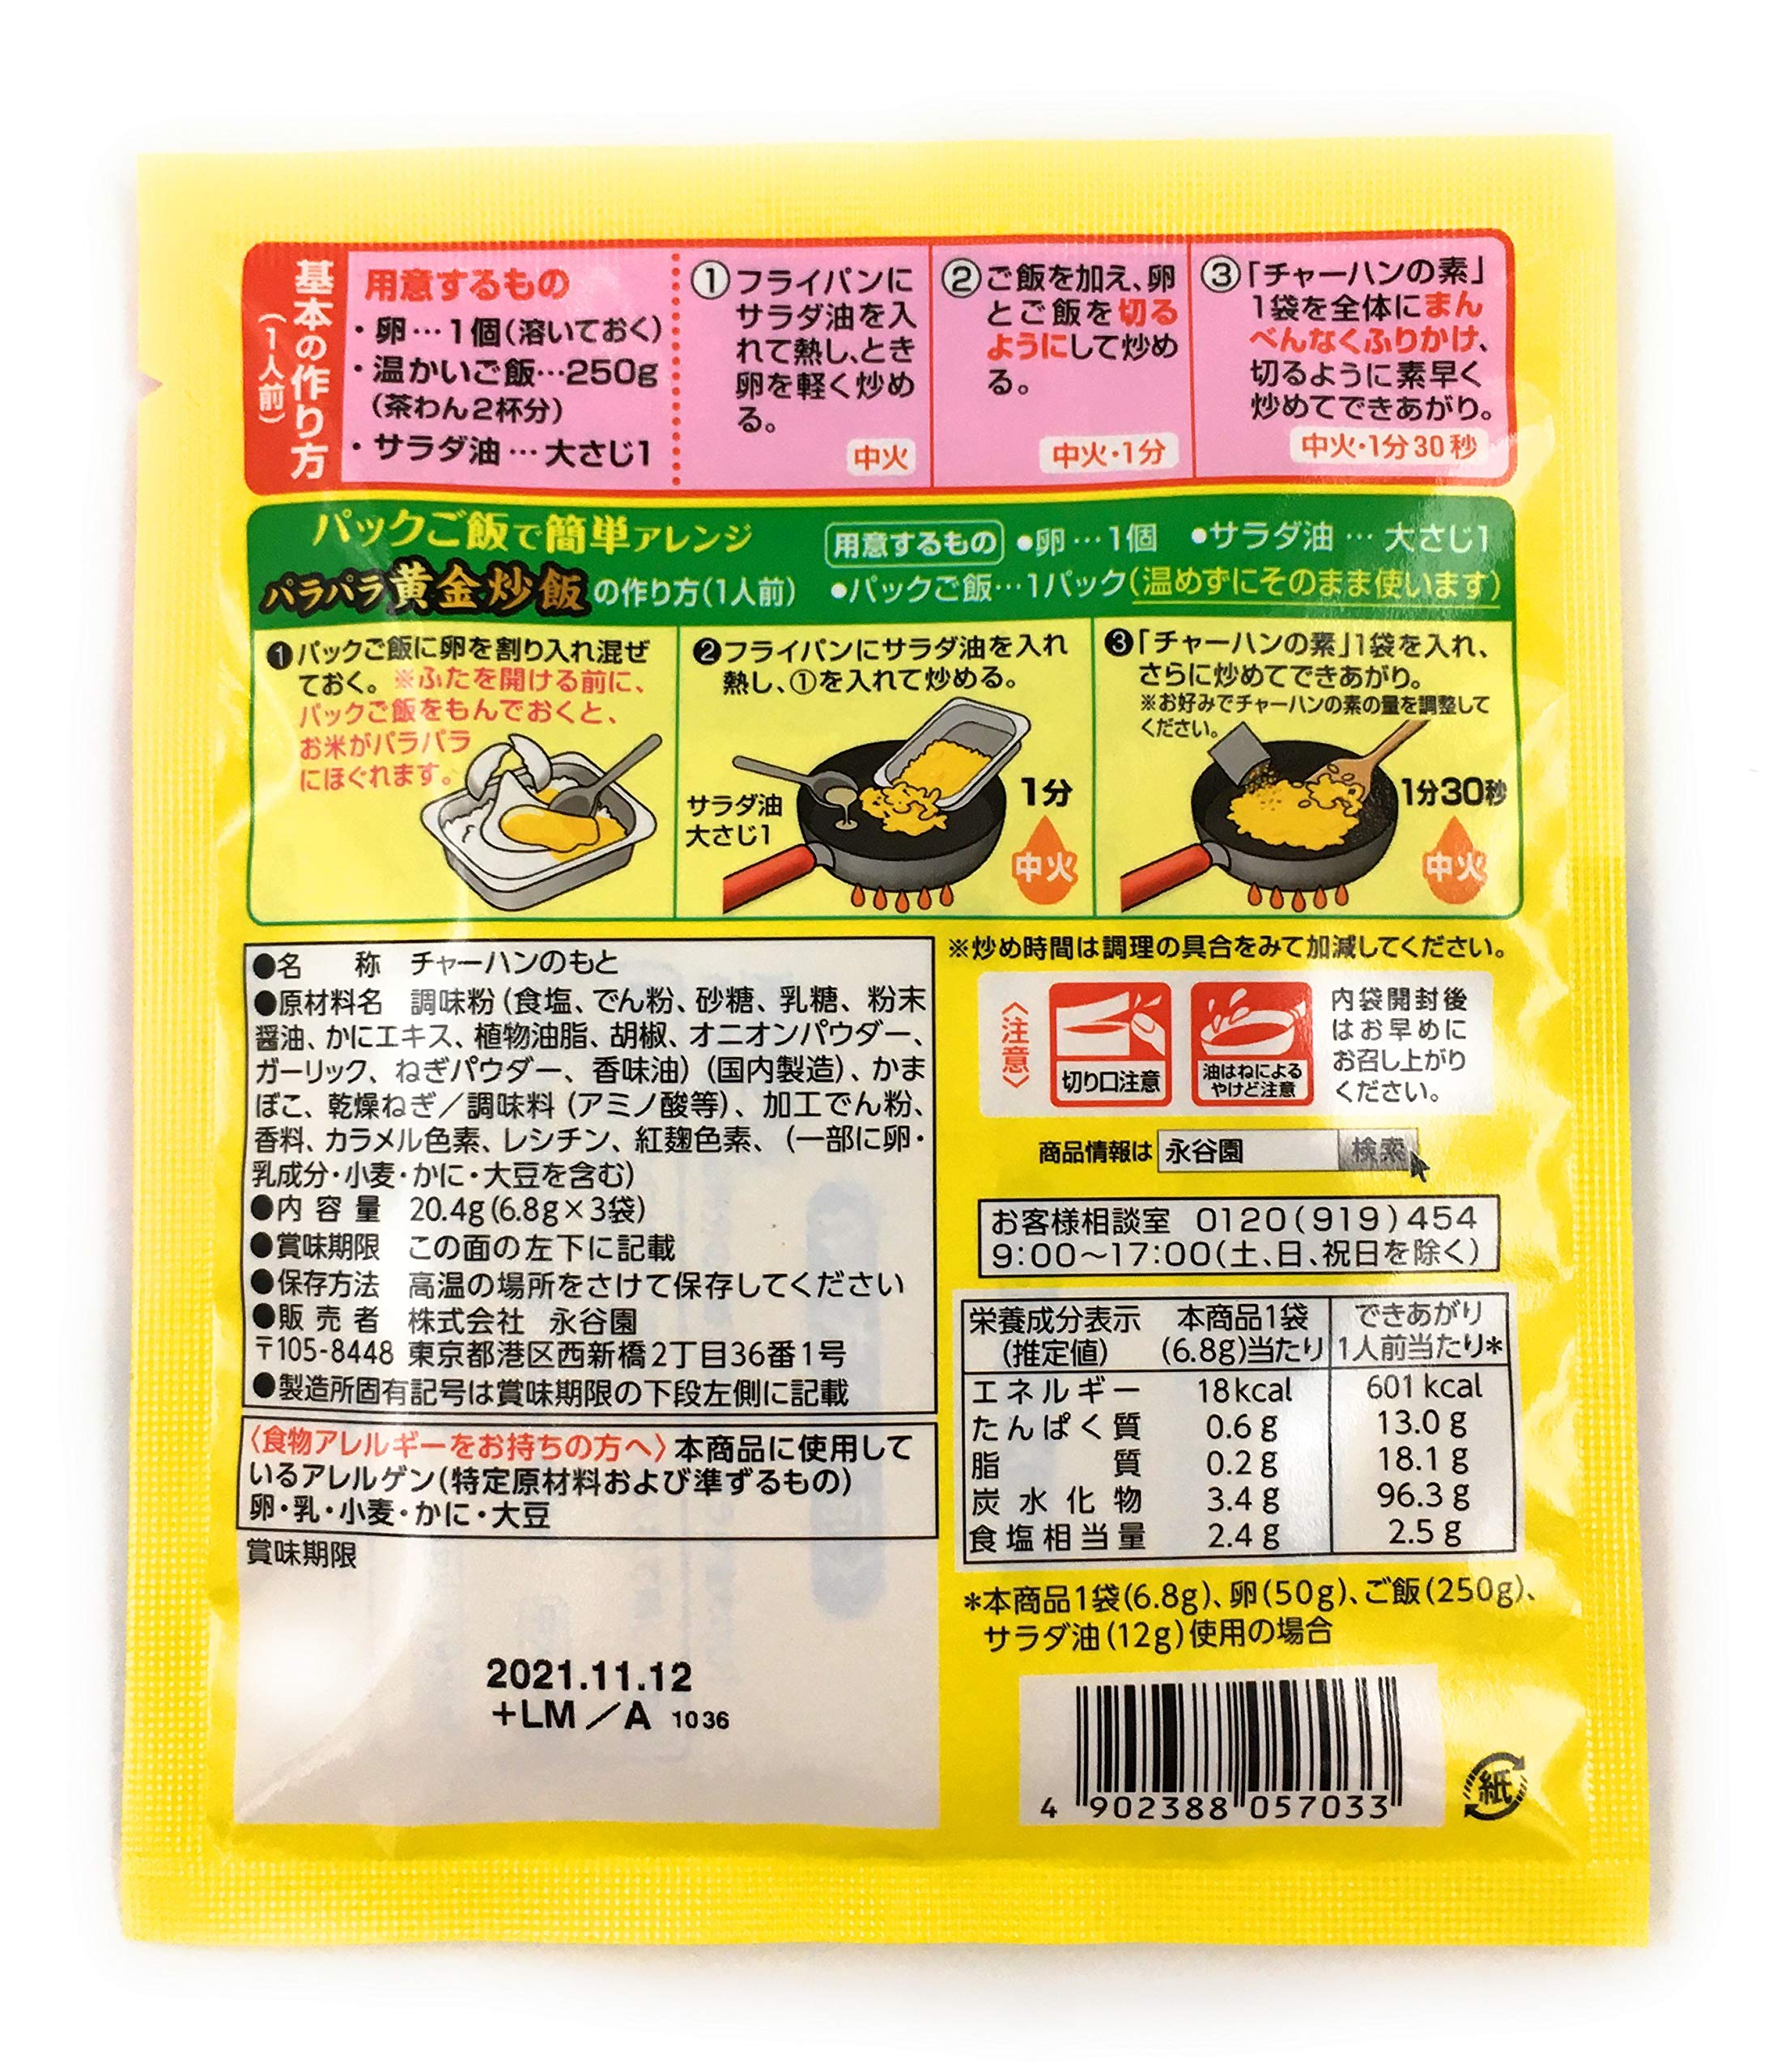 基本の作り方
(1人前)
用意するもの
・卵…1個(溶いておく)
・温かいご飯…250g
(茶わん2杯分)
・サラダ油…大さじ1
①フライパンに
サラダ油を入
れて熱し、とき
卵を軽く炒め
る。
中火
②ご飯を加え、卵
とご飯を切る
ようにして炒め
る。
中火・1分
③「チャーハンの素」
1袋を全体にまん
べんなくふりかけ、
切るように素早く
炒めてできあがり。
中火・1分30秒
パックご飯で簡単アレンジ
パラパラ黄金炒飯の作り方(1人前)
用意するもの ●卵…1個 ●サラダ油…大さじ1
●パックご飯…1パック(温めずにそのまま使います)
❶パックご飯に卵を割り入れ混ぜ
ておく。※ふたを開ける前に、
パックご飯をもんでおくと、
お米がパラパラ
にほぐれます。
❷フライパンにサラダ油を入れ
熱し、①を入れて炒める。
サラダ油
大さじ1
1分
中火
❸「チャーハンの素」1袋を入れ、
さらに炒めてできあがり。
※お好みでチャーハンの素の量を調整して
ください。
1分30秒
中火
●名 称 チャーハンのもと
●原材料名 調味粉(食塩、でん粉、砂糖、乳糖、粉末
醤油、かにエキス、植物油脂、胡椒、オニオンパウダー、
ガーリック、ねぎパウダー、香味油)(国内製造)、かま
ぼこ、乾燥ねぎ/調味料(アミノ酸等)、加工でん粉、
香料、カラメル色素、レシチン、紅麹色素、(一部に卵・
乳成分・小麦・かに・大豆を含む)
●内容量 20.4g(6.8g×3袋)
●賞味期限 この面の左下に記載
●保存方法 高温の場所をさけて保存してください
●販売者 株式会社 永谷園
〒105-8448 東京都港区西新橋2丁目36番1号
●製造所固有記号は賞味期限の下段左側に記載
〈食物アレルギーをお持ちの方へ〉本商品に使用して
いるアレルゲン(特定原材料および準ずるもの)
卵・乳・小麦・かに・大豆
賞味期限
2021.11.12
+LM/A 1036
※炒め時間は調理の具合をみて加減してください。
〈注意〉
切り口注意
油はねによる
やけど注意
内袋開封後
はお早めに
お召し上がり
ください。
商品情報は 永谷園 検索
お客様相談室 0120(919)454
9:00〜17:00(土、日、祝日を除く)
栄養成分表示 本商品1袋 できあがり
(推定値) (6.8g)当たり 1人前当たり*
エネルギー 18kcal 601kcal
たんぱく質 0.6g 13.0g
脂質 0.2g 18.1g
炭水化物 3.4g 96.3g
食塩相当量 2.4g 2.5g
*本商品1袋(6.8g)、卵(50g)、ご飯(250g)、
サラダ油(12g)使用の場合
4 902388 057033
紙